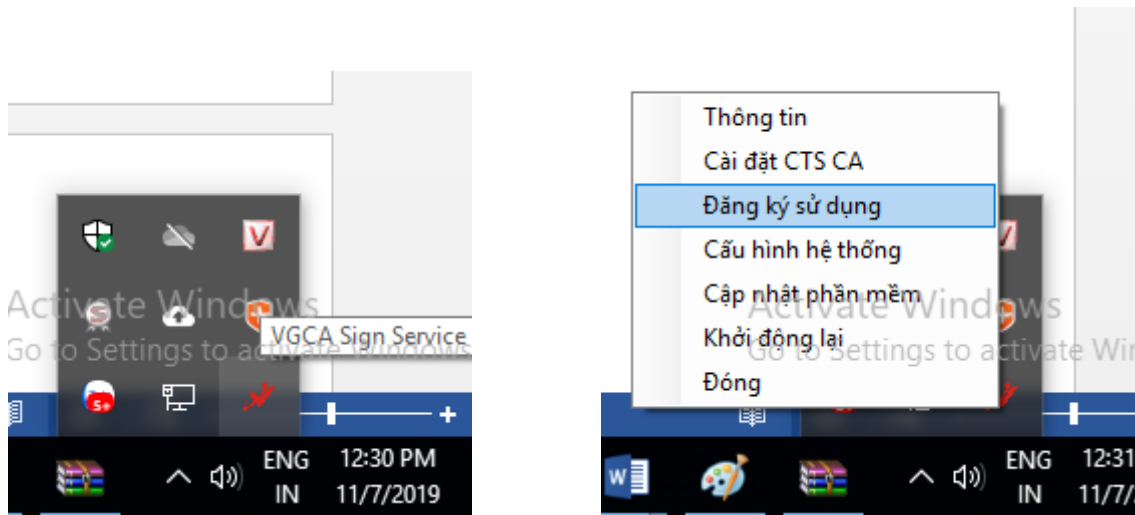 Activate Windows
Go to Settings to activate Windows
VGCA Sign Service
S+
ENG
IN
12:30 PM
11/7/2019
Thông tin
Cài đặt CTS CA
Đăng ký sử dụng
Cấu hình hệ thống
Cập nhật phần mềm
Khởi động lại
Đóng
Activate Windows
Go to Settings to activate Wir
ENG
IN
12:31
11/7/